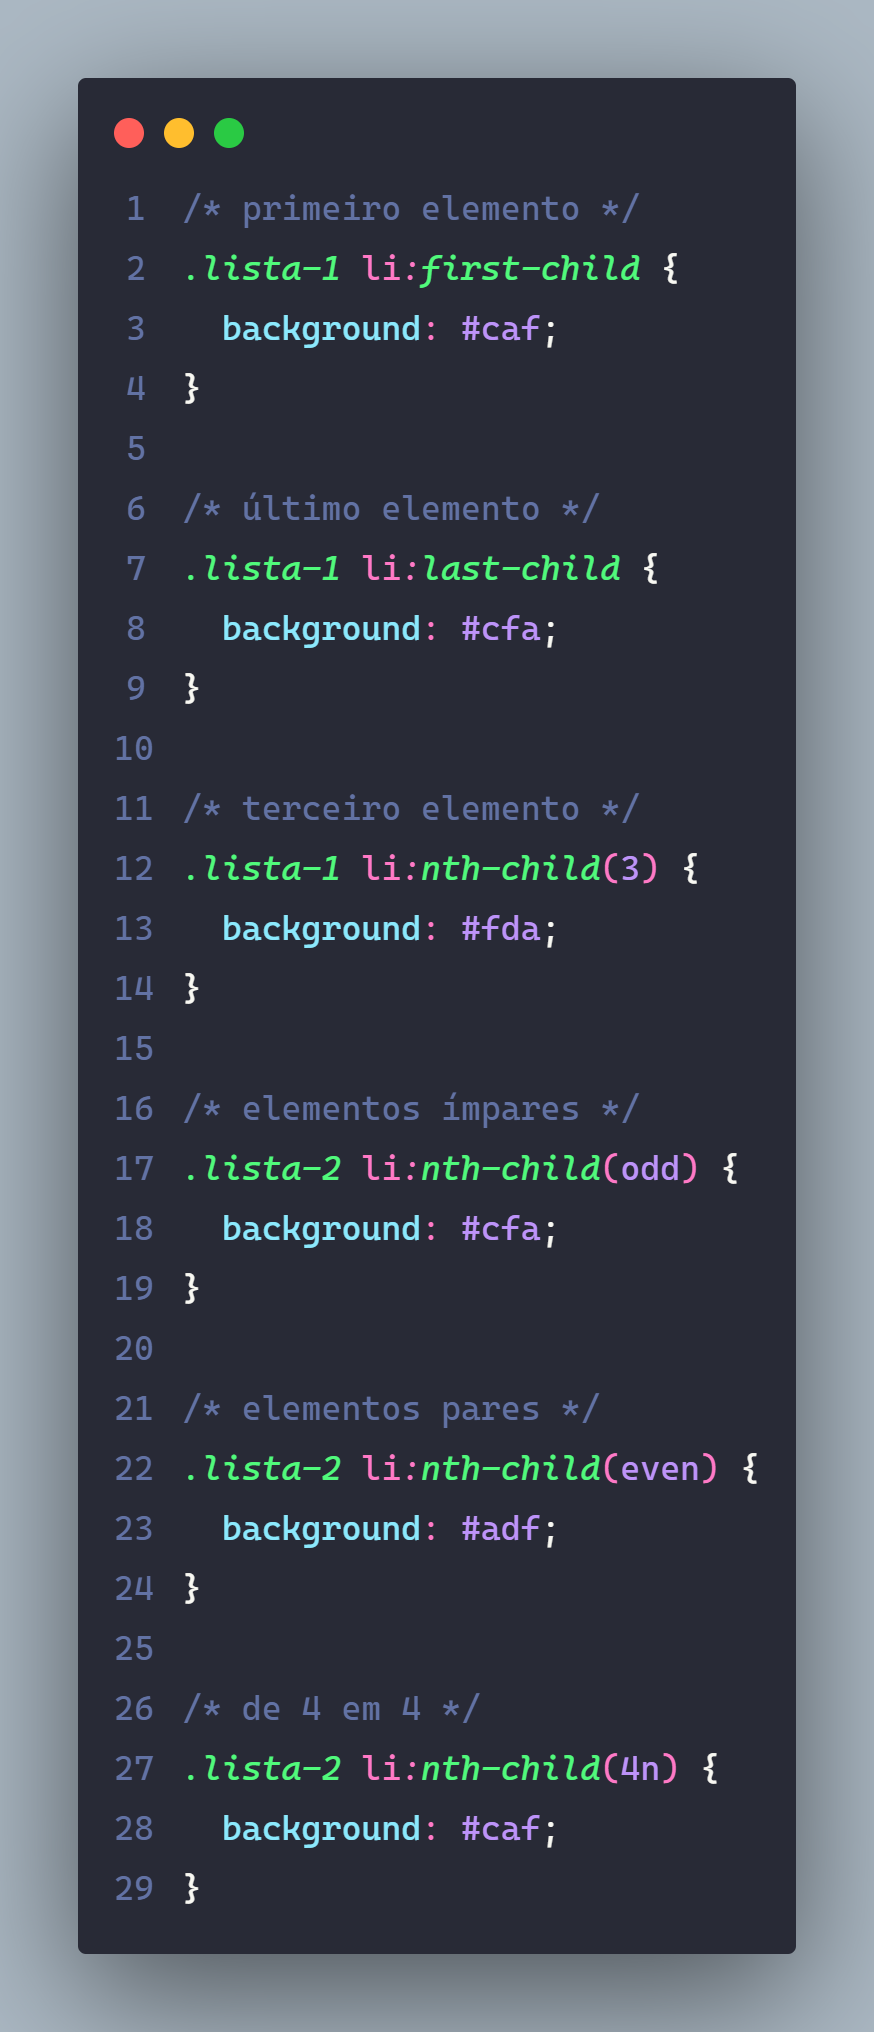 1 /* primeiro elemento */
2 .lista-1 li:first-child {
3   background: #caf;
4 }
5
6 /* último elemento */
7 .lista-1 li:last-child {
8   background: #cfa;
9 }
10
11 /* terceiro elemento */
12 .lista-1 li:nth-child(3) {
13   background: #fda;
14 }
15
16 /* elementos ímpares */
17 .lista-2 li:nth-child(odd) {
18   background: #cfa;
19 }
20
21 /* elementos pares */
22 .lista-2 li:nth-child(even) {
23   background: #adf;
24 }
25
26 /* de 4 em 4 */
27 .lista-2 li:nth-child(4n) {
28   background: #caf;
29 }